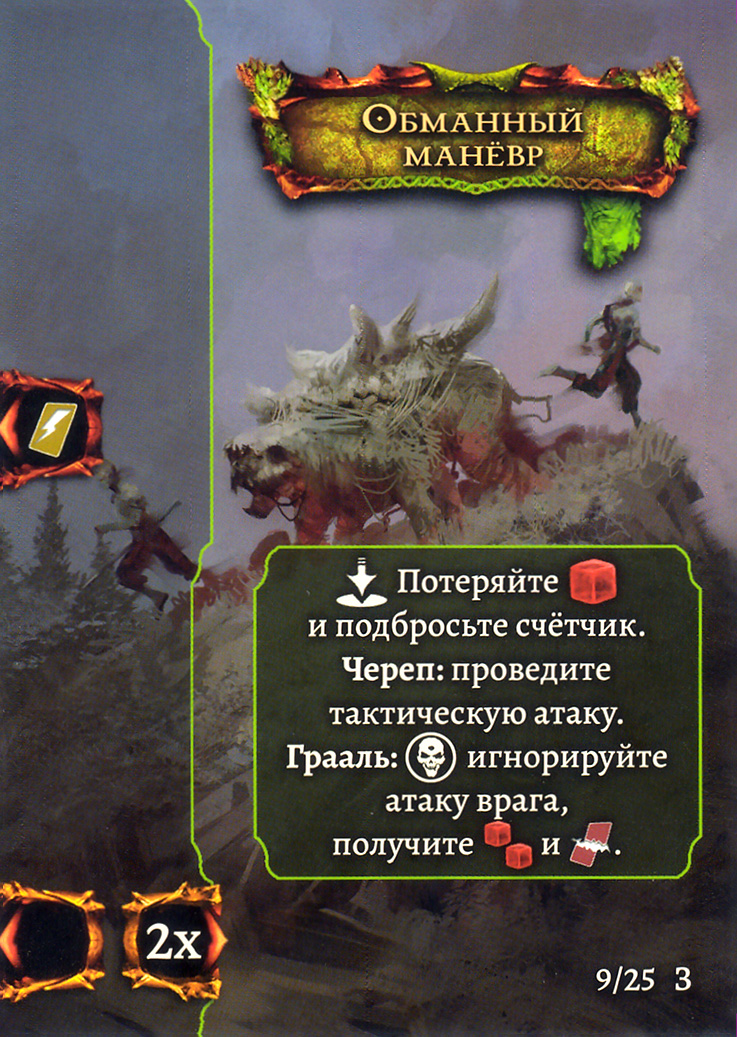 Обманный
манёвр
Потеряйте
и подбросьте счётчик.
Череп: проведите
тактическую атаку.
Грааль: игнорируйте
атаку врага,
получите и .
2x
9/25 3